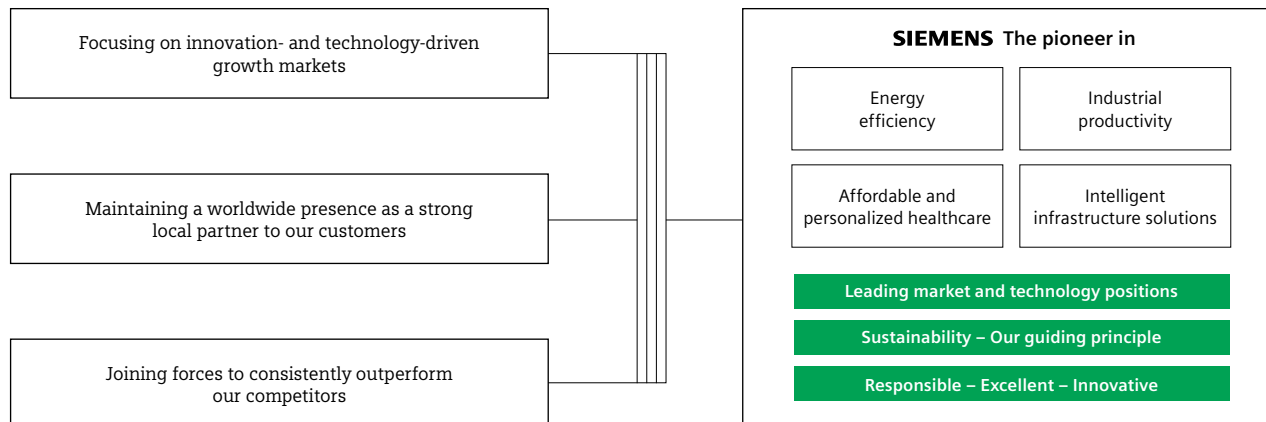 Focusing on innovation- and technology-driven
growth markets
Maintaining a worldwide presence as a strong
local partner to our customers
Joining forces to consistently outperform
our competitors
SIEMENS The pioneer in
Energy
efficiency
Industrial
productivity
Affordable and
personalized healthcare
Intelligent
infrastructure solutions
Leading market and technology positions
Sustainability – Our guiding principle
Responsible – Excellent – Innovative